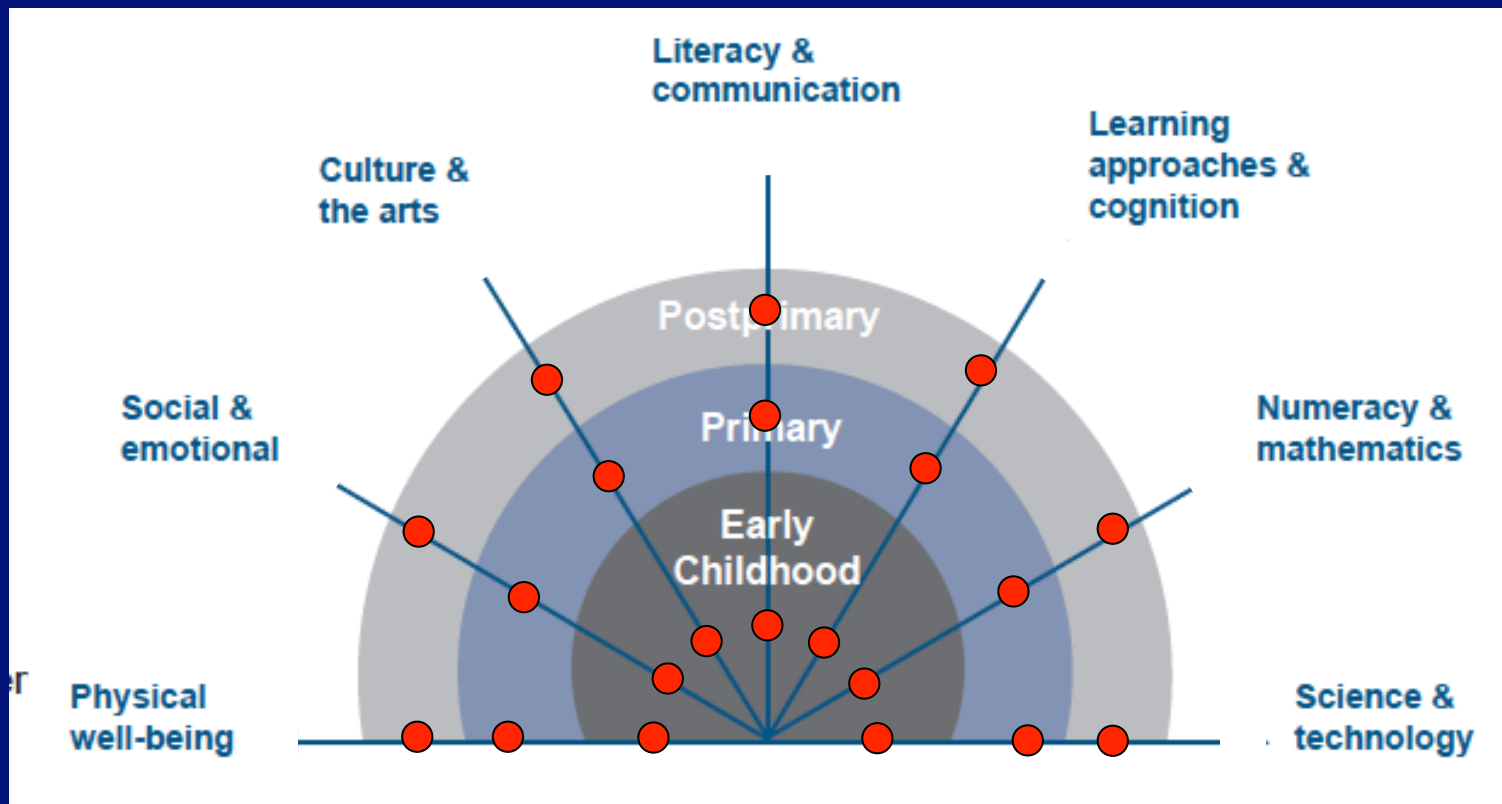 Literacy &
communication
Learning
approaches &
cognition
Culture &
the arts
Postprimary
Social &
emotional
Numeracy &
mathematics
Primary
Early
Childhood
er
Physical
well-being
Science &
technology